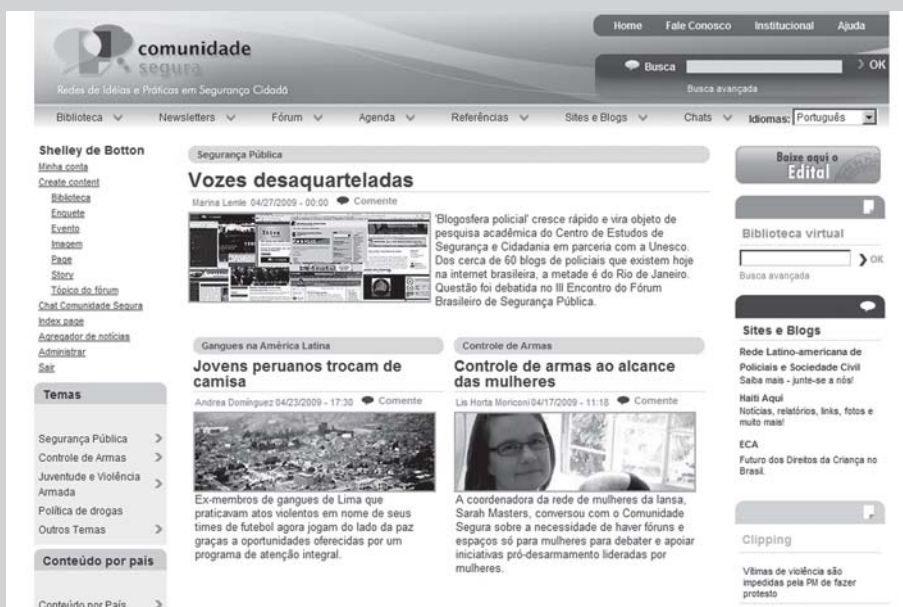 Home Fale Conosco Institucional Ajuda
comunidade
segura
Redes de Idéias e Práticas em Segurança Cidadã
Busca OK
Busca avançada
Biblioteca Newsletters Fórum Agenda Referências Sites e Blogs Chats Idiomas: Português
Shelley de Botton
Minha conta
Create content
Biblioteca
Enquete
Evento
Imagem
Page
Story
Tópico do fórum
Chat Comunidade Segura
Index page
Agregador de notícias
Administrar
Sair
Temas
Segurança Pública
Controle de Armas
Juventude e Violência
Armada
Política de drogas
Outros Temas
Conteúdo por país
Conteúdo por País
Segurança Pública
Vozes desaquarteladas
Marina Lemle 04/27/2009 - 00:00 Comente
'Blogosfera policial' cresce rápido e vira objeto de
pesquisa acadêmica do Centro de Estudos de
Segurança e Cidadania em parceria com a Unesco.
Dos cerca de 60 blogs de policiais que existem hoje
na internet brasileira, a metade é do Rio de Janeiro.
Questão foi debatida no III Encontro do Fórum
Brasileiro de Segurança Pública.
Gangues na América Latina
Jovens peruanos trocam de
camisa
Andrea Domínguez 04/23/2009 - 17:30 Comente
Ex-membros de gangues de Lima que
praticavam atos violentos em nome de seus
times de futebol agora jogam do lado da paz
graças a oportunidades oferecidas por um
programa de atenção integral.
Controle de Armas
Controle de armas ao alcance
das mulheres
Lis Horta Moriconi 04/17/2009 - 11:18 Comente
A coordenadora da rede de mulheres da Iansa,
Sarah Masters, conversou com o Comunidade
Segura sobre a necessidade de haver fóruns e
espaços só para mulheres para debater e apoiar
iniciativas pró-desarmamento lideradas por
mulheres.
Baixe aqui o
Edital
Biblioteca virtual
OK
Busca avançada
Sites e Blogs
Rede Latino-americana de
Policiais e Sociedade Civil
Saiba mais - junte-se a nós!
Haiti Aqui
Notícias, relatórios, links, fotos e
muito mais!
ECA
Futuro dos Direitos da Criança no
Brasil.
Clipping
Vítimas de violência são
impedidas pela PM de fazer
protesto